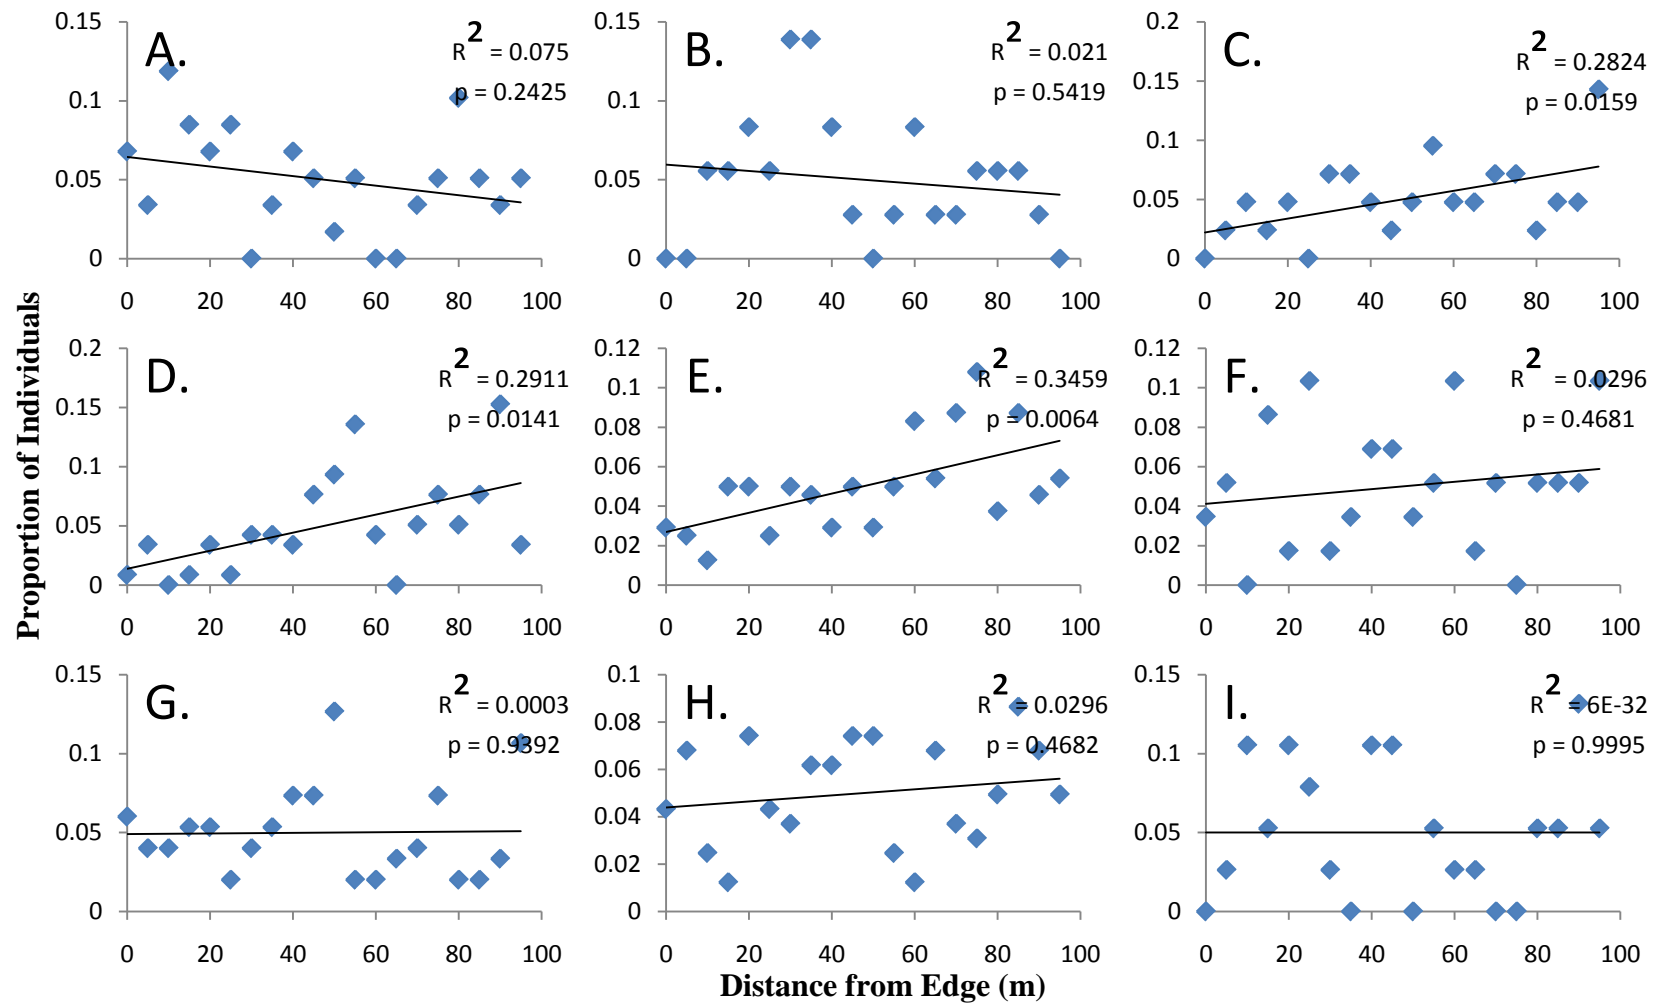 A.
R2 = 0.075
p = 0.2425
0.15
0.1
0.05
0
0 20 40 60 80 100
B.
R2 = 0.021
p = 0.5419
0.15
0.1
0.05
0
0 20 40 60 80 100
C.
R2 = 0.2824
p = 0.0159
0.2
0.15
0.1
0.05
0
0 20 40 60 80 100
Proportion of Individuals
D.
R2 = 0.2911
p = 0.0141
0.2
0.15
0.1
0.05
0
0 20 40 60 80 100
E.
R2 = 0.3459
p = 0.0064
0.12
0.1
0.08
0.06
0.04
0.02
0
0 20 40 60 80 100
F.
R2 = 0.0296
p = 0.4681
0.12
0.1
0.08
0.06
0.04
0.02
0
0 20 40 60 80 100
G.
R2 = 0.0003
p = 0.9392
0.15
0.1
0.05
0
0 20 40 60 80 100
H.
R2 = 0.0296
p = 0.4682
0.1
0.08
0.06
0.04
0.02
0
0 20 40 60 80 100
I.
R2 = 6E-32
p = 0.9995
0.15
0.1
0.05
0
0 20 40 60 80 100
Distance from Edge (m)